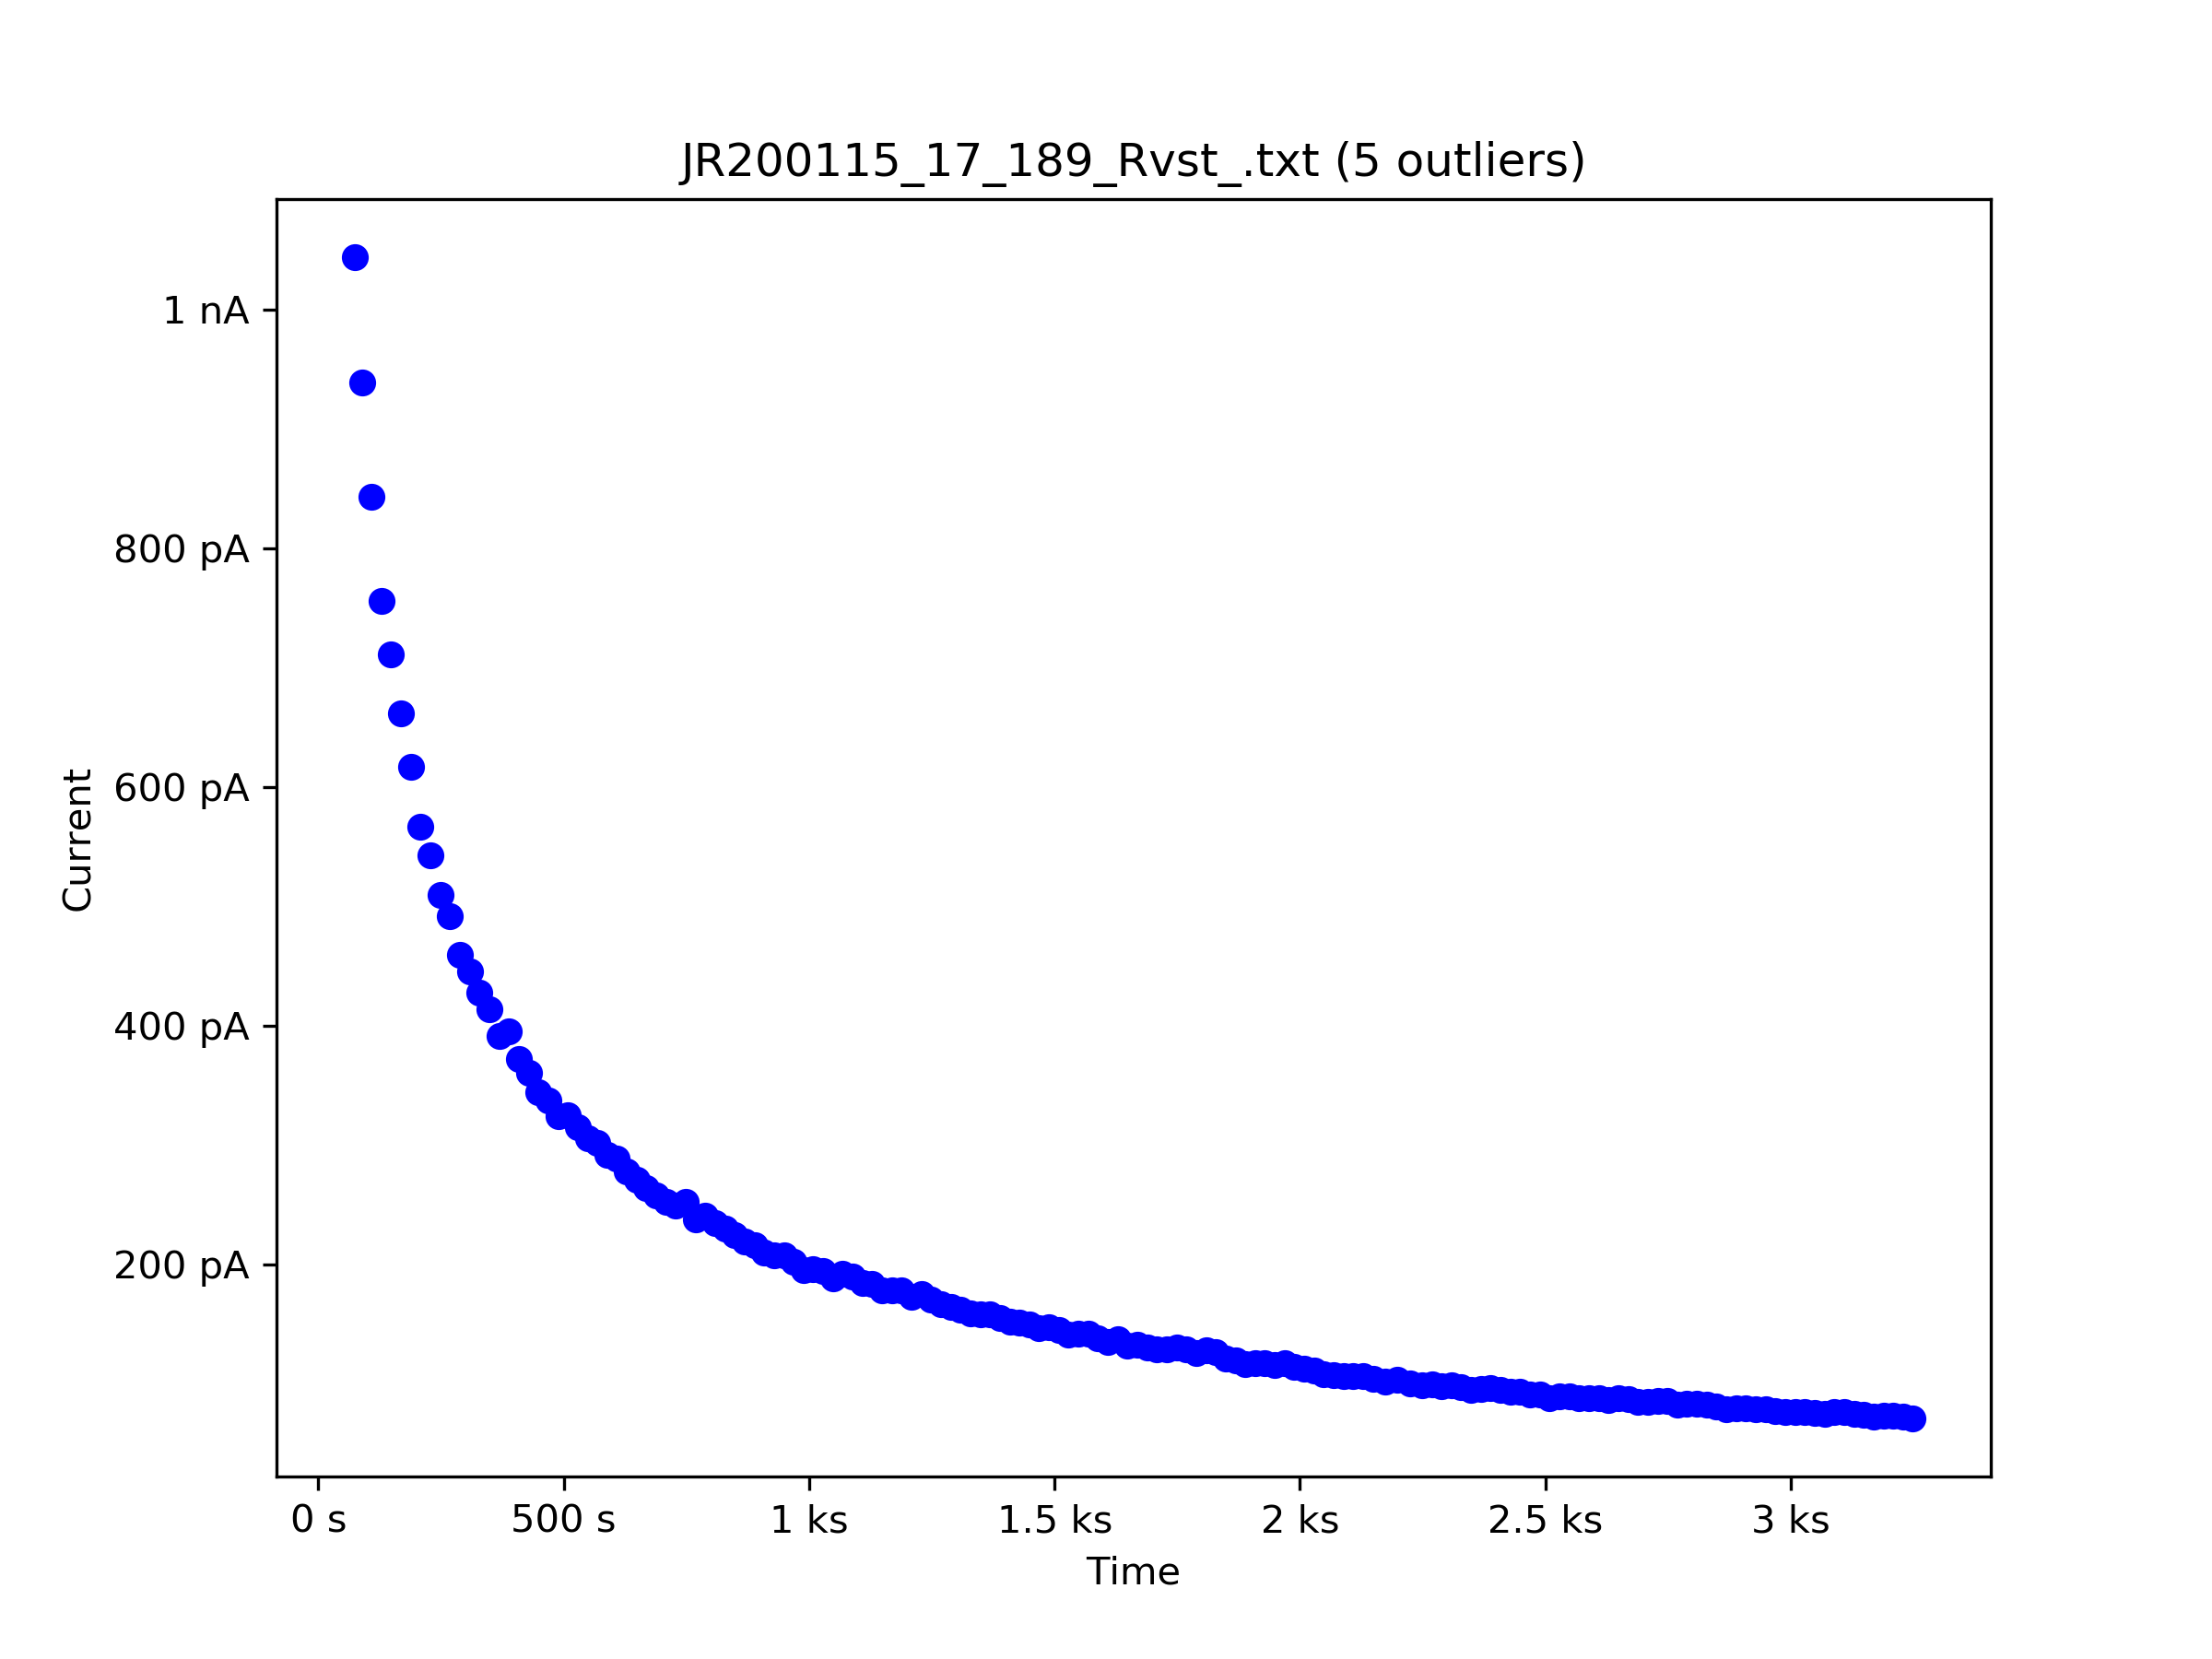 JR200115_17_189_Rvst_.txt (5 outliers)
1 nA
800 pA
600 pA
400 pA
200 pA
Current
0 s 500 s 1 ks 1.5 ks 2 ks 2.5 ks 3 ks
Time